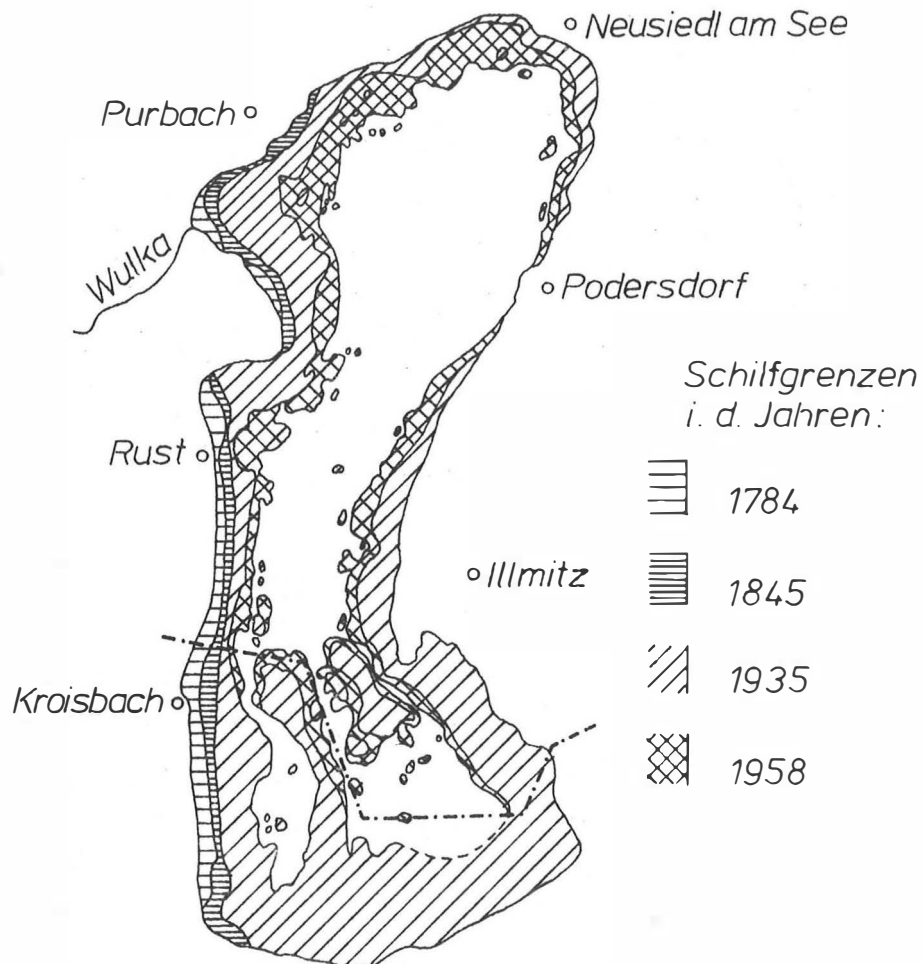 Neusiedl am See
Purbach
Wulka
Podersdorf
Schilfgrenzen
i. d. Jahren:
Rust
1784
Illmitz
1845
1935
Kroisbach
1958